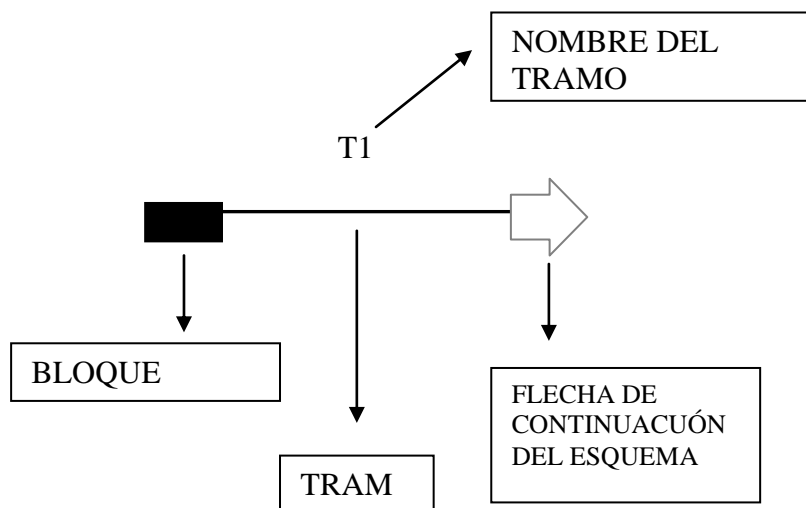 NOMBRE DEL
TRAMO
T1
BLOQUE
FLECHA DE
CONTINUACUÓN
DEL ESQUEMA
TRAM